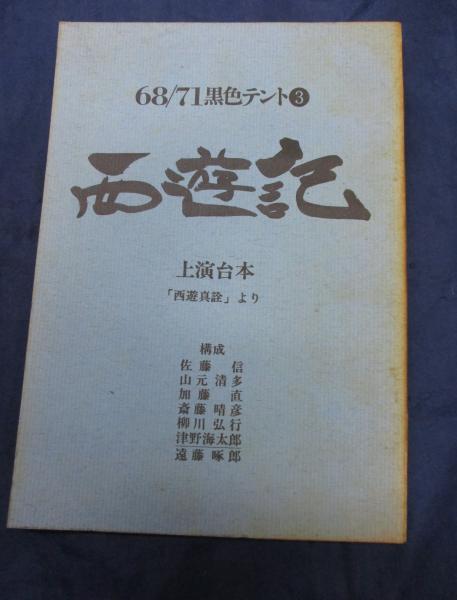 68/71黒色テント❸
西遊記
上演台本
「西遊真詮」より
構成
佐藤 信
山元清多
加藤 直
斎藤晴彦
柳川弘行
津野海太郎
遠藤啄郎